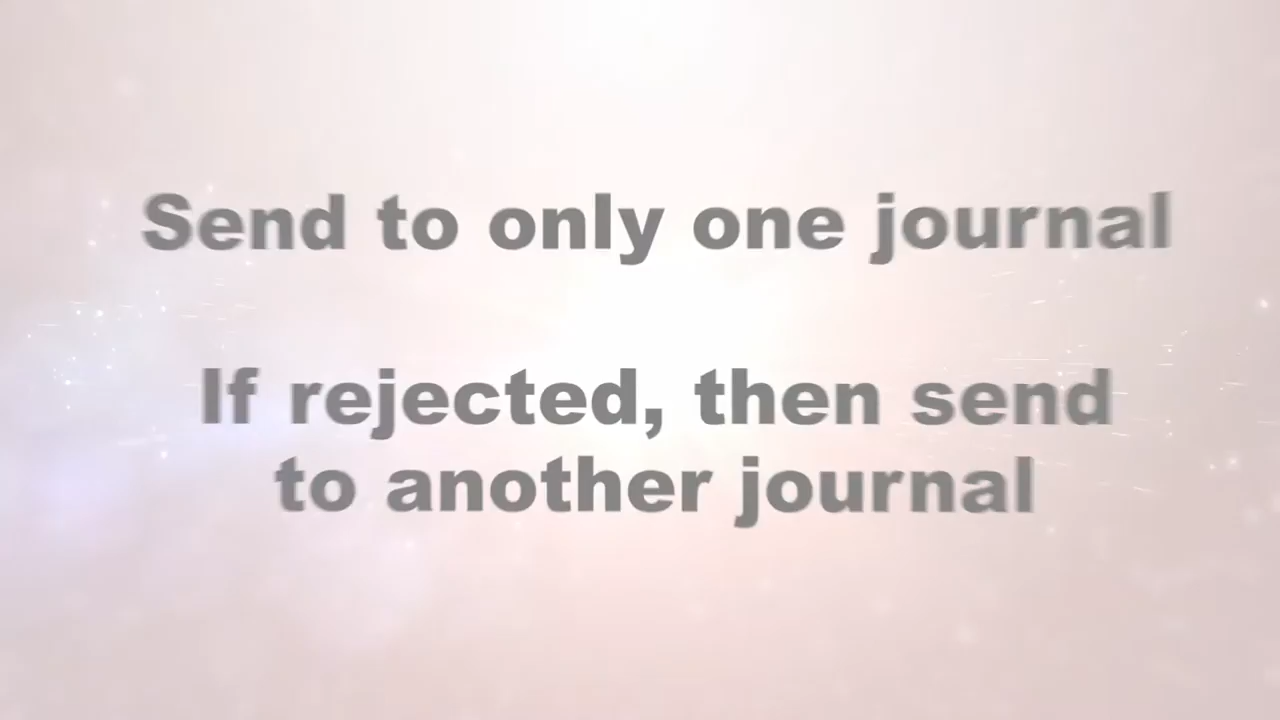 Send to only one journal
If rejected, then send
to another journal